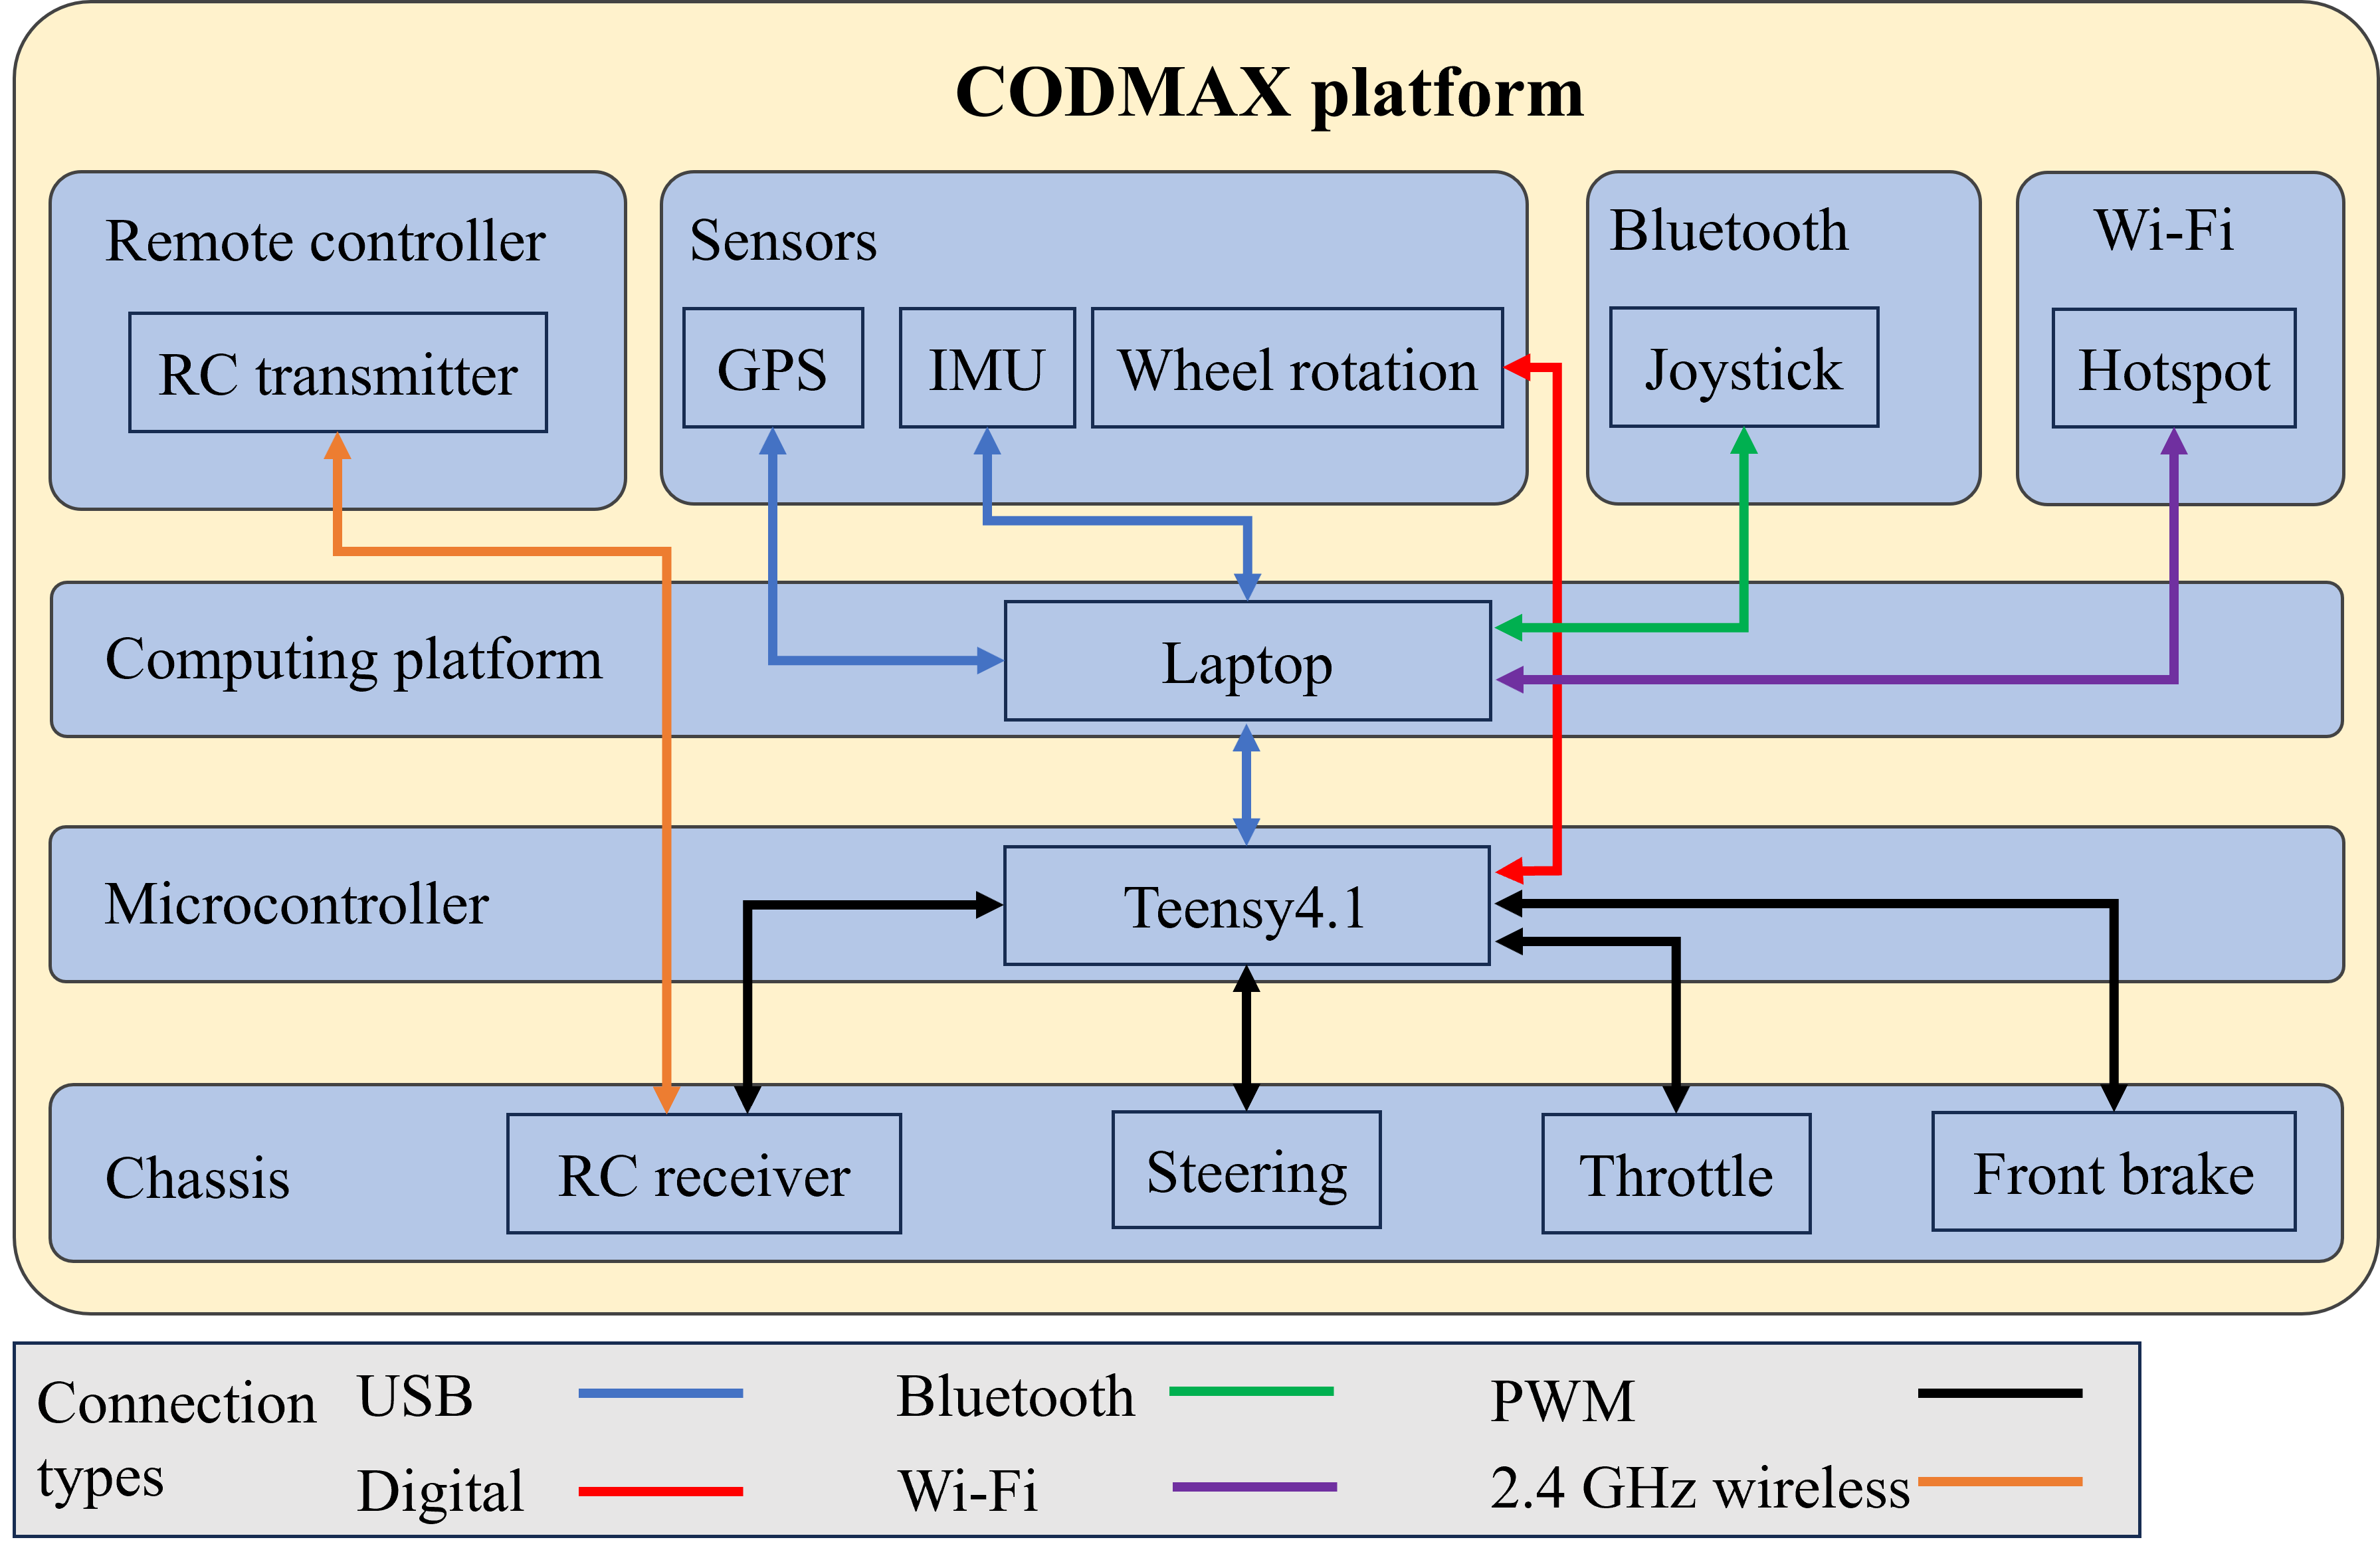 CODMAX platform
Remote controller
RC transmitter
Sensors
GPS
IMU
Wheel rotation
Bluetooth
Joystick
Wi-Fi
Hotspot
Computing platform
Laptop
Microcontroller
Teensy4.1
Chassis
RC receiver
Steering
Throttle
Front brake
Connection
types
USB
Bluetooth
PWM
Digital
Wi-Fi
2.4 GHz wireless